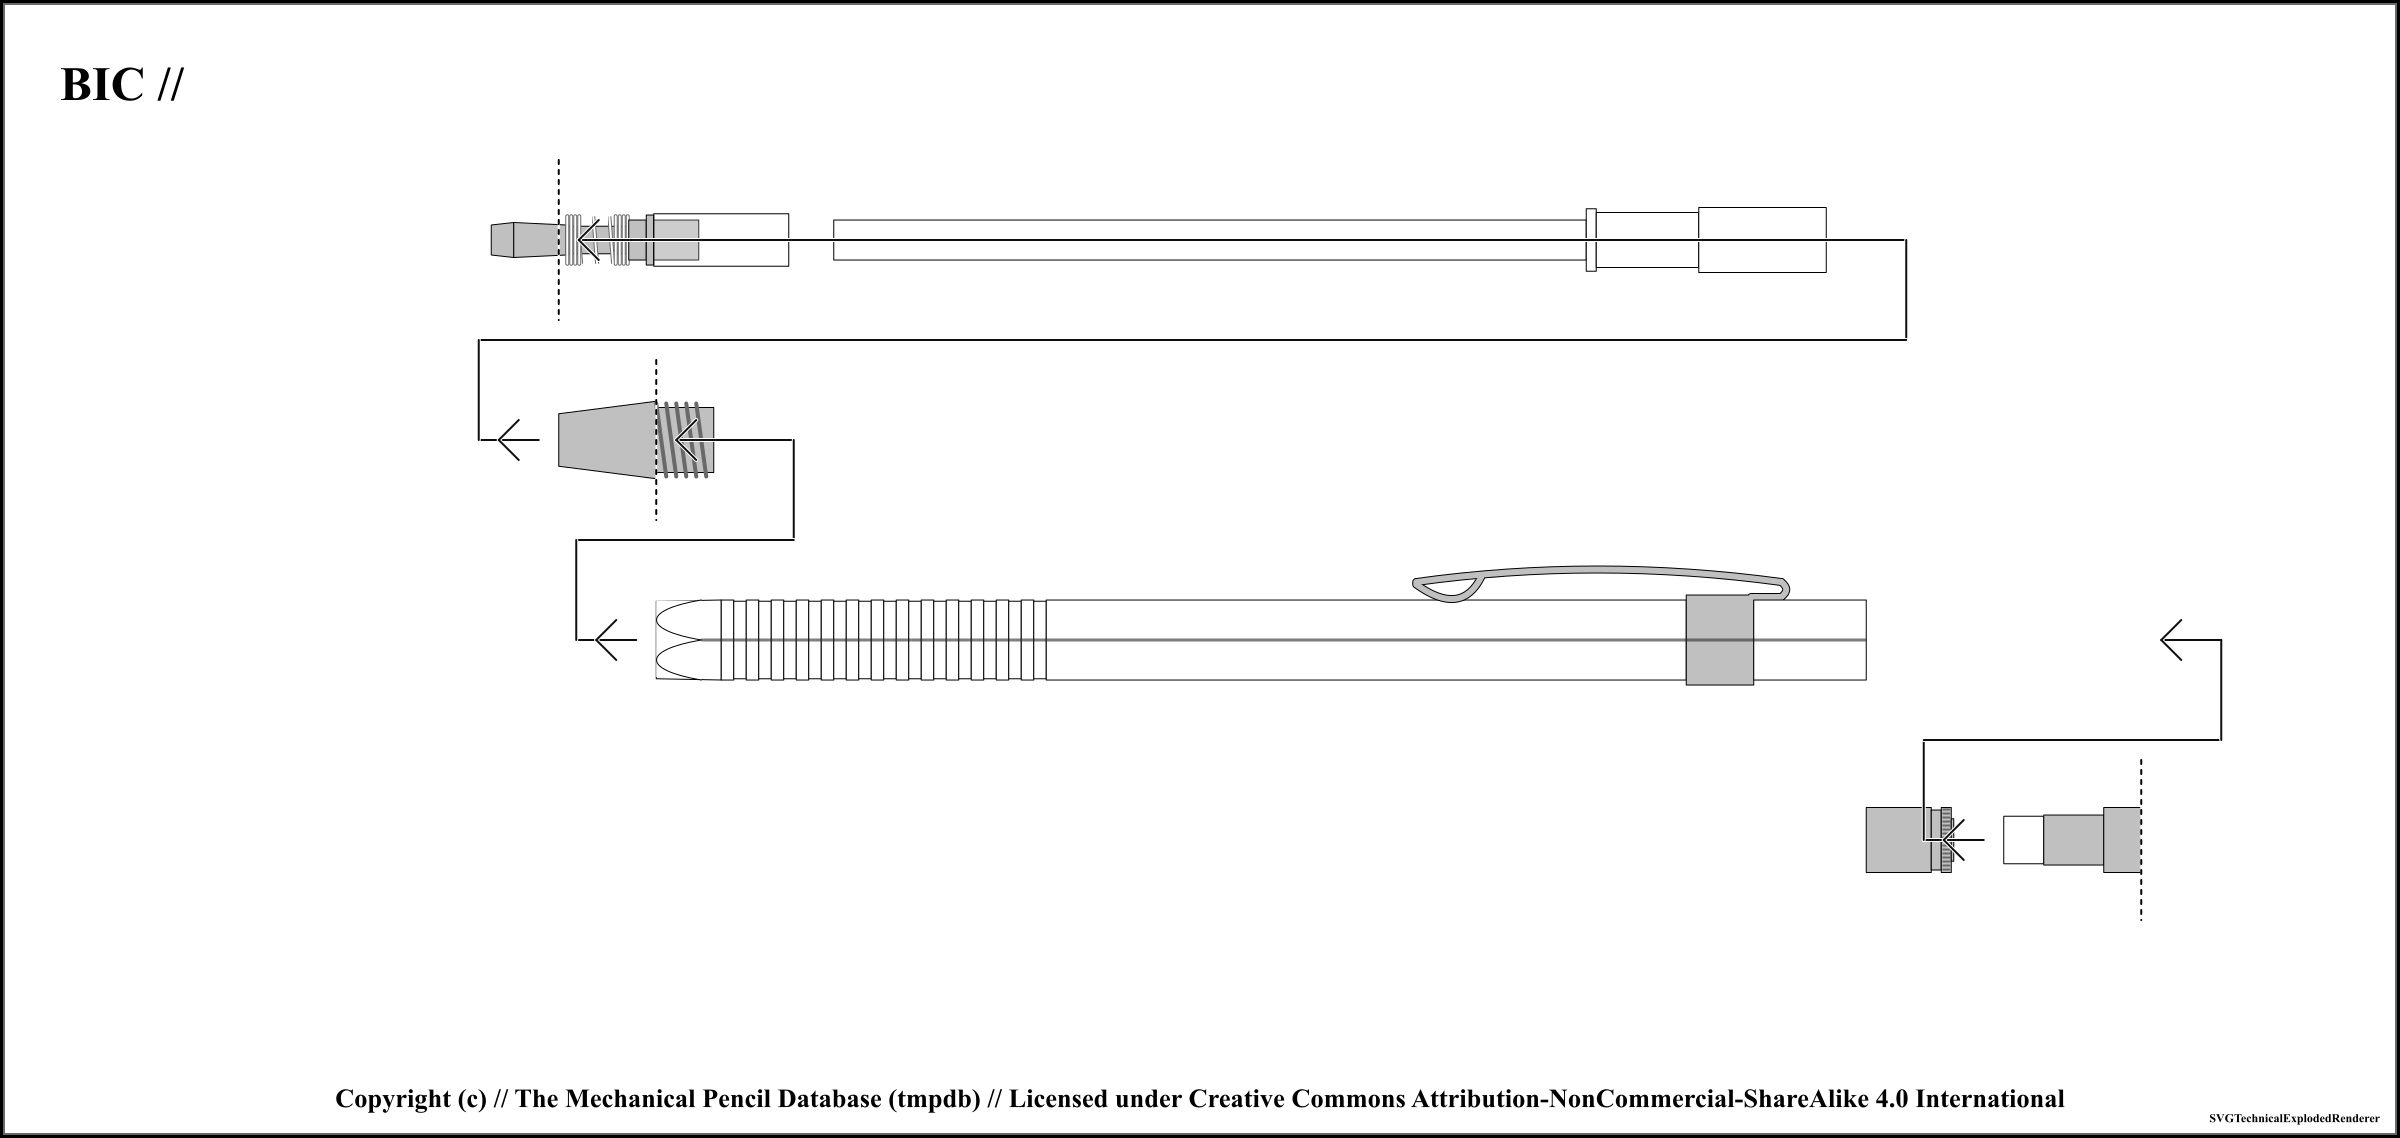 BIC //
Copyright (c) // The Mechanical Pencil Database (tmpdb) // Licensed under Creative Commons Attribution-NonCommercial-ShareAlike 4.0 International
SVGTechnicalExplodedRenderer